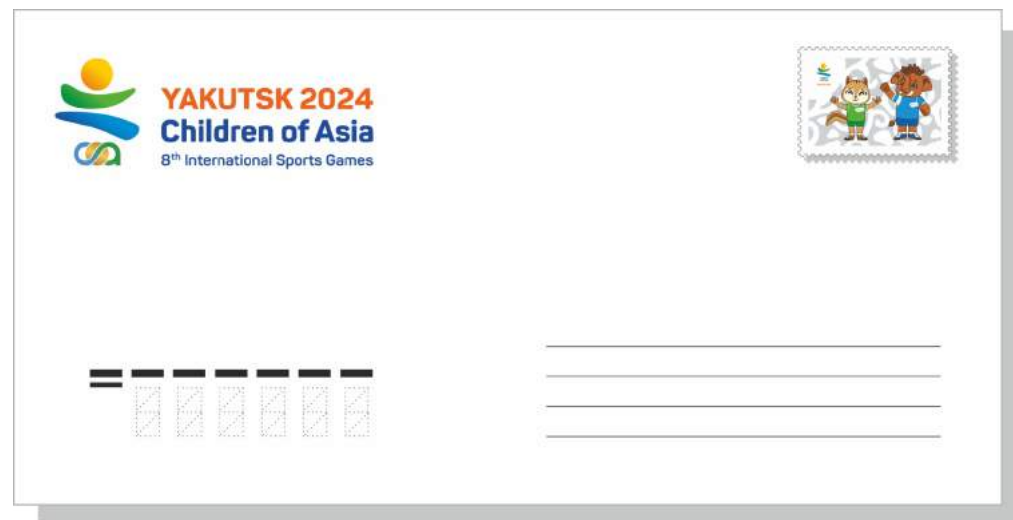 YAKUTSK 2024
Children of Asia
8th International Sports Games